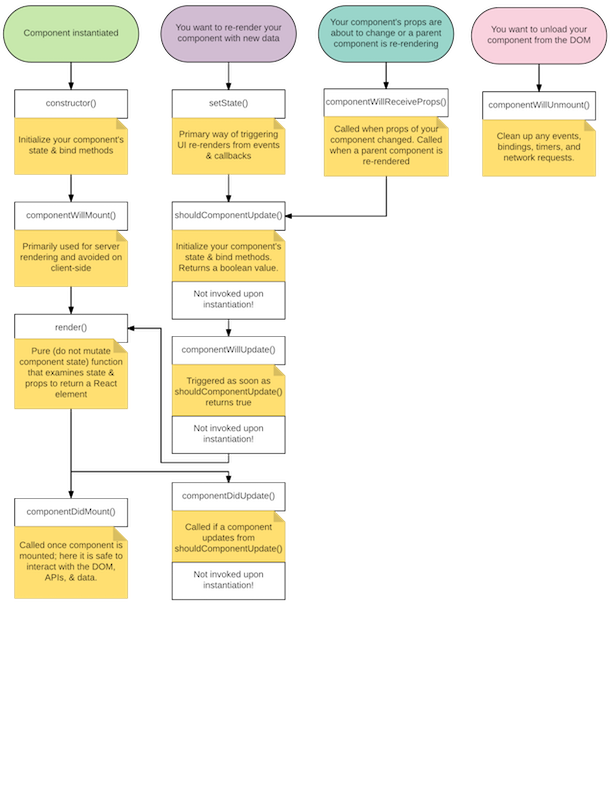 Component instantiated
You want to re-render your
component with new data
Your component's props are
about to change or a parent
component is re-rendering
You want to unload your
component from the DOM
constructor()
Initialize your component's
state & bind methods
componentWillMount()
Primarily used for server
rendering and avoided on
client-side
render()
Pure (do not mutate
component state) function
that examines state &
props to return a React
element
componentDidMount()
Called once component is
mounted; here it is safe to
interact with the DOM,
APIs, & data.
setState()
Primary way of triggering
UI re-renders from events
& callbacks
shouldComponentUpdate()
Initialize your component's
state & bind methods.
Returns a boolean value.
Not invoked upon
instantiation!
componentWillUpdate()
Triggered as soon as
shouldComponentUpdate()
returns true
Not invoked upon
instantiation!
componentDidUpdate()
Called if a component
updates from
shouldComponentUpdate()
Not invoked upon
instantiation!
componentWillReceiveProps()
Called when props of your
component changed. Called
when a parent component is
re-rendered
componentWillUnmount()
Clean up any events,
bindings, timers, and
network requests.